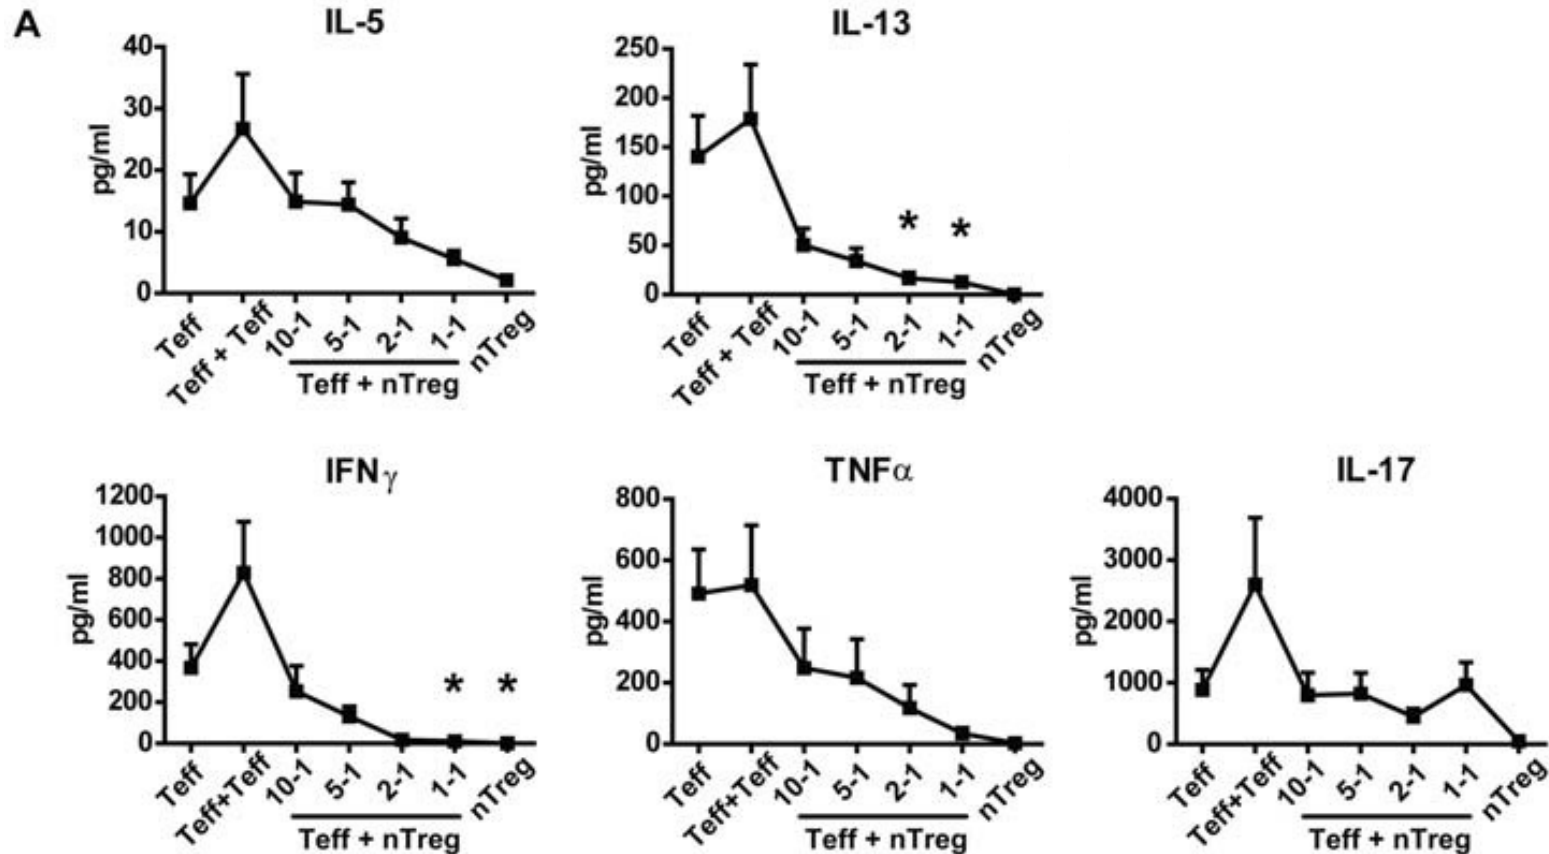 A
IL-5
pg/ml
40
30
20
10
0
Teff
Teff + Teff
10-1
5-1
2-1
1-1
nTreg
Teff + nTreg
IL-13
pg/ml
250
200
150
100
50
0
*
*
Teff
Teff + Teff
10-1
5-1
2-1
1-1
nTreg
Teff + nTreg
IFNγ
pg/ml
1200
1000
800
600
400
200
0
*
*
Teff
Teff+Teff
10-1
5-1
2-1
1-1
nTreg
Teff + nTreg
TNFα
pg/ml
800
600
400
200
0
Teff
Teff+Teff
10-1
5-1
2-1
1-1
nTreg
Teff + nTreg
IL-17
pg/ml
4000
3000
2000
1000
0
Teff
Teff+Teff
10-1
5-1
2-1
1-1
nTreg
Teff + nTreg